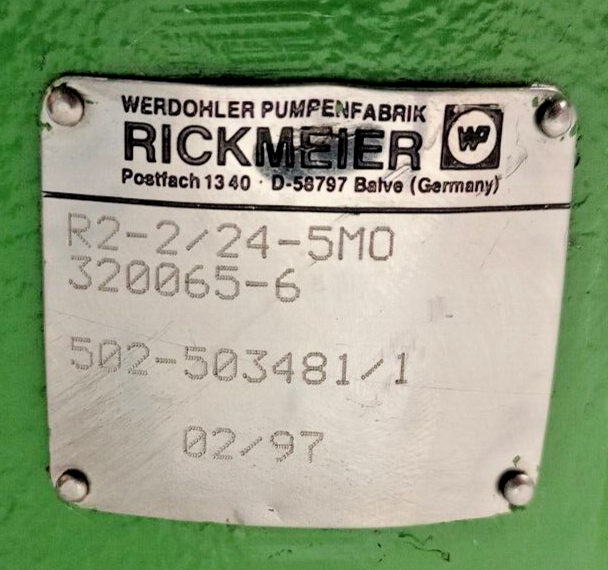 WERDOHLER PUMPENFABRIK
RICKMEIER
WP
Postfach 13 40 · D-58797 Balve (Germany)
R2-2/24-5MO
320065-6
502-503481/1
02/97